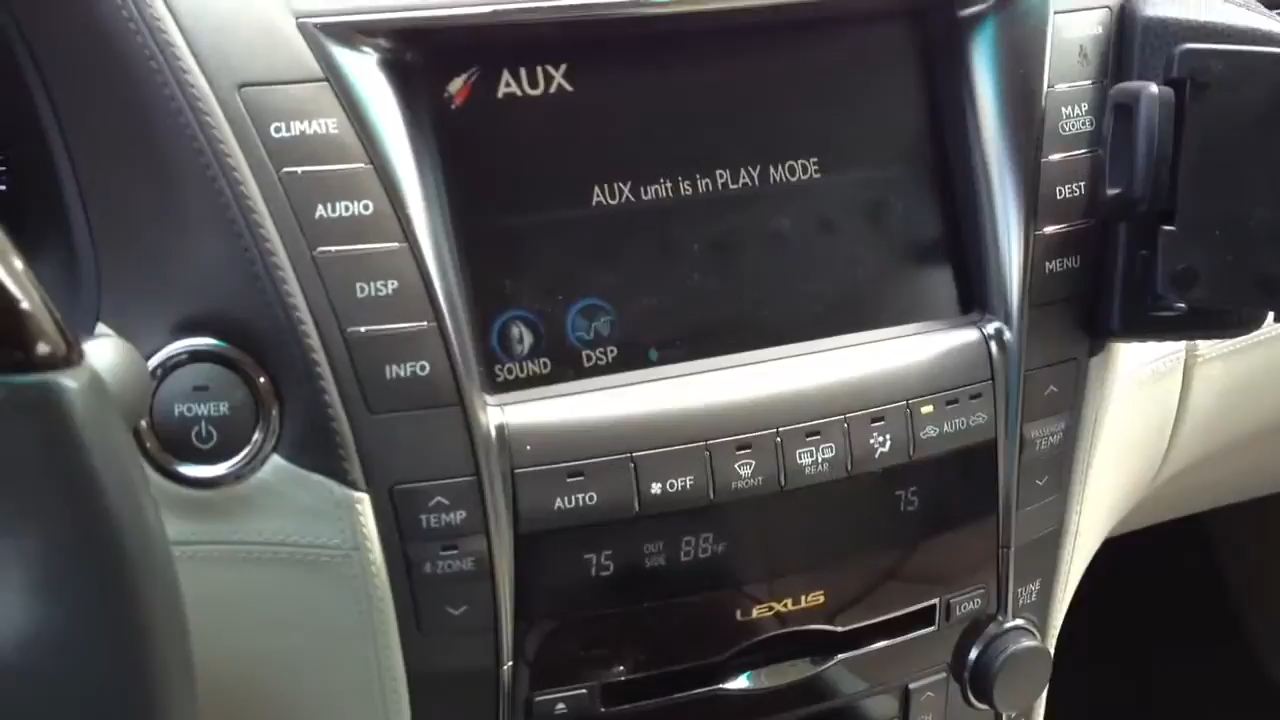 AUX
AUX unit is in PLAY MODE
SOUND
DSP
CLIMATE
AUDIO
DISP
INFO
POWER
MAP
VOICE
DEST
MENU
AUTO
OFF
FRONT
REAR
AUTO
TEMP
4-ZONE
PASSENGER
TEMP
75
OUT
SIDE
88°F
75
LEXUS
LOAD
TUNE
FILE